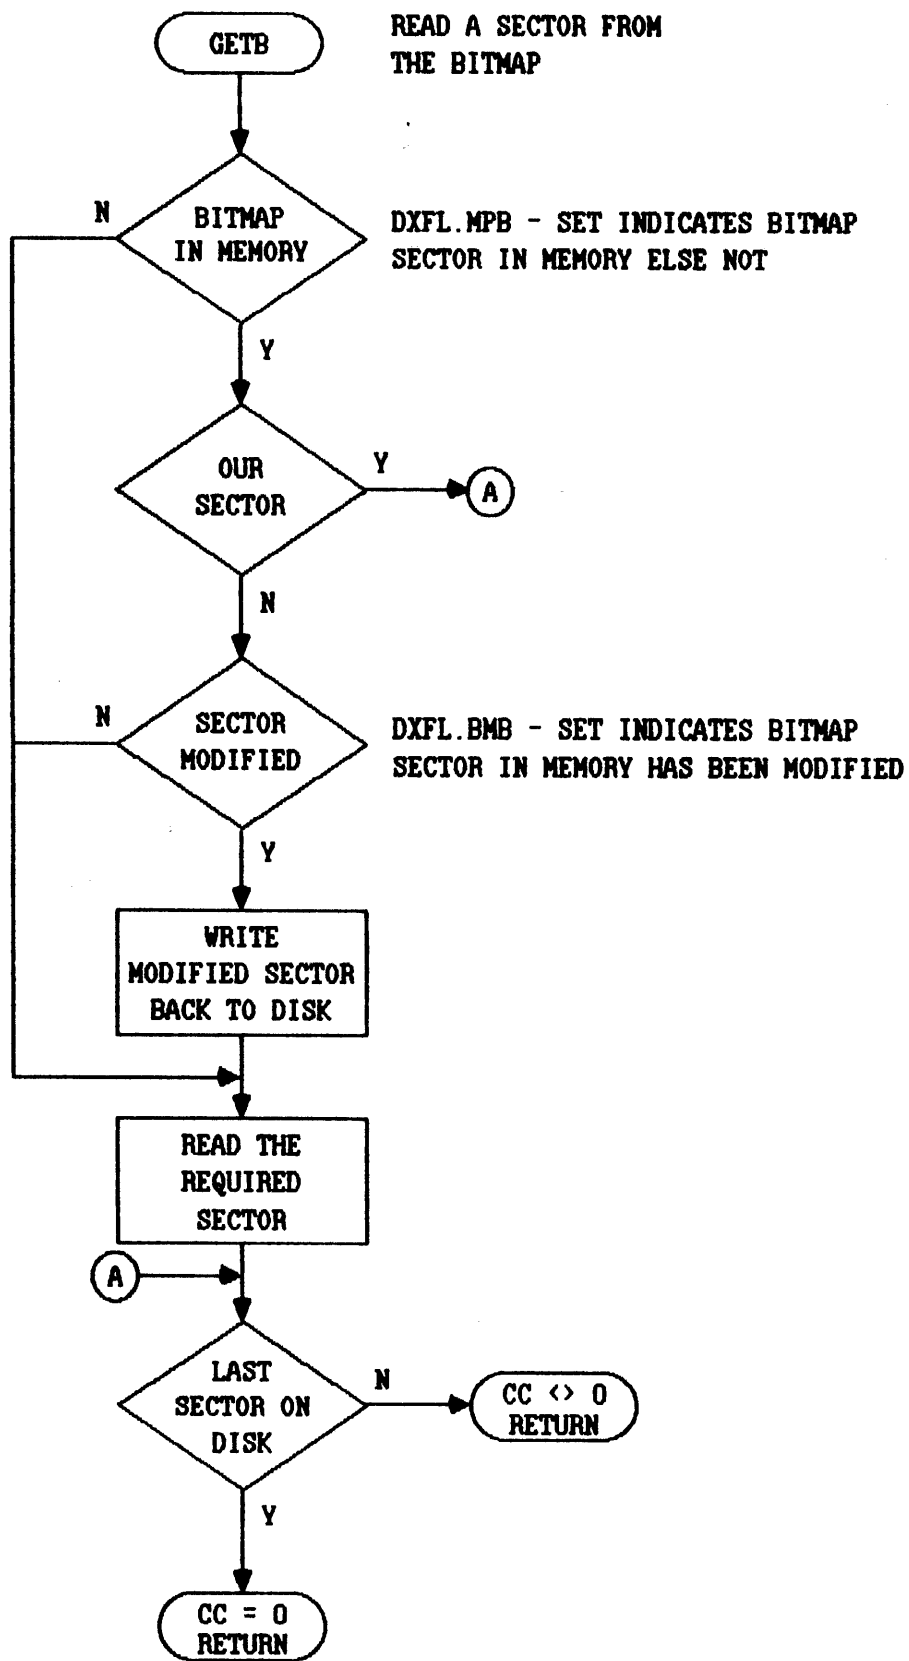 GETB
READ A SECTOR FROM
THE BITMAP
N
BITMAP
IN MEMORY
DXFL.MPB - SET INDICATES BITMAP
SECTOR IN MEMORY ELSE NOT
Y
OUR
SECTOR
Y
A
N
N
SECTOR
MODIFIED
DXFL.BMB - SET INDICATES BITMAP
SECTOR IN MEMORY HAS BEEN MODIFIED
Y
WRITE
MODIFIED SECTOR
BACK TO DISK
READ THE
REQUIRED
SECTOR
A
LAST
SECTOR ON
DISK
N
CC <> 0
RETURN
Y
CC = 0
RETURN